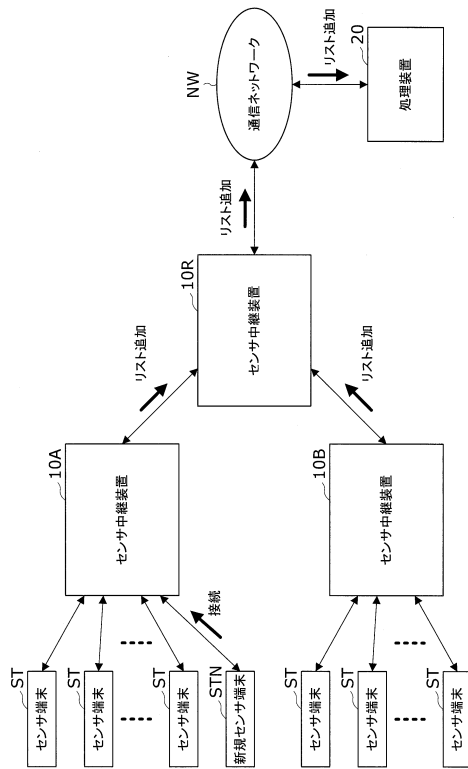 ST
センサ端末
ST
センサ端末
ST
センサ端末
STN
新規センサ端末
接続
10A
センサ中継装置
リスト追加
ST
センサ端末
ST
センサ端末
ST
センサ端末
10B
センサ中継装置
リスト追加
10R
センサ中継装置
リスト追加
NW
通信ネットワーク
リスト追加
20
処理装置